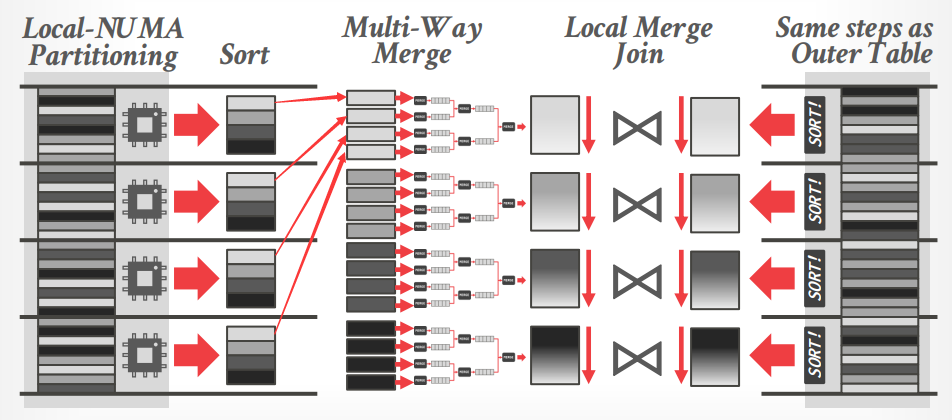 Local-NUMA
Partitioning
Sort
Multi-Way
Merge
Local Merge
Join
Same steps as
Outer Table
SORT!
SORT!
SORT!
SORT!